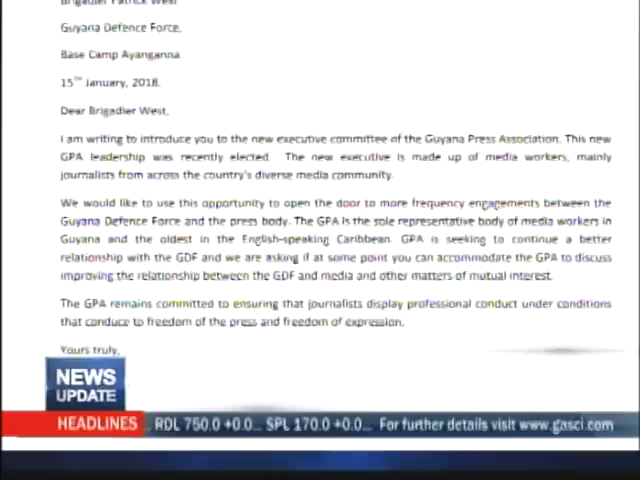 Brigadier Patrick West
Guyana Defence Force,
Base Camp Ayanganna
15TH January, 2018.
Dear Brigadier West,
I am writing to introduce you to the new executive committee of the Guyana Press Association. This new
GPA leadership was recently elected. The new executive is made up of media workers, mainly
journalists from across the country's diverse media community.
We would like to use this opportunity to open the door to more frequency engagements between the
Guyana Defence Force and the press body. The GPA is the sole representative body of media workers in
Guyana and the oldest in the English-speaking Caribbean. GPA is seeking to continue a better
relationship with the GDF and we are asking if at some point you can accommodate the GPA to discuss
improving the relationship between the GDF and media and other matters of mutual interest.
The GPA remains committed to ensuring that journalists display professional conduct under conditions
that conduce to freedom of the press and freedom of expression.
Yours truly,
NEWS
UPDATE
HEADLINES .. RDL 750.0 +0.0... SPL 170.0 +0.0... For further details visit www.gasci.com